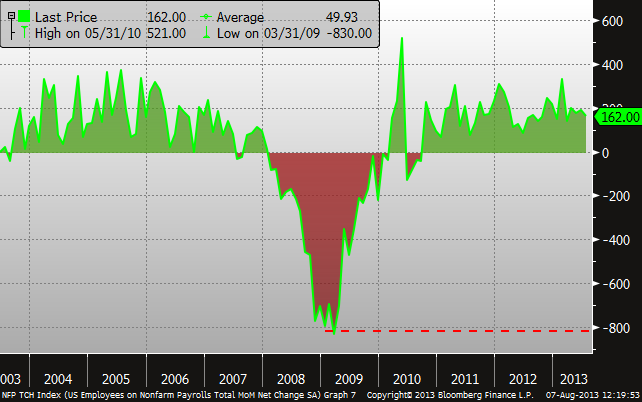 Last Price 162.00 Average 49.93
High on 05/31/10 521.00 Low on 03/31/09 -830.00
600
400
200
162.00
0
-200
-400
-600
-800
003 2004 2005 2006 2007 2008 2009 2010 2011 2012 2013
NFP TCH Index (US Employees on Nonfarm Payrolls Total MoM Net Change SA) Graph 7 Copyright© 2013 Bloomberg Finance L.P. 07-Aug-2013 12:19:53